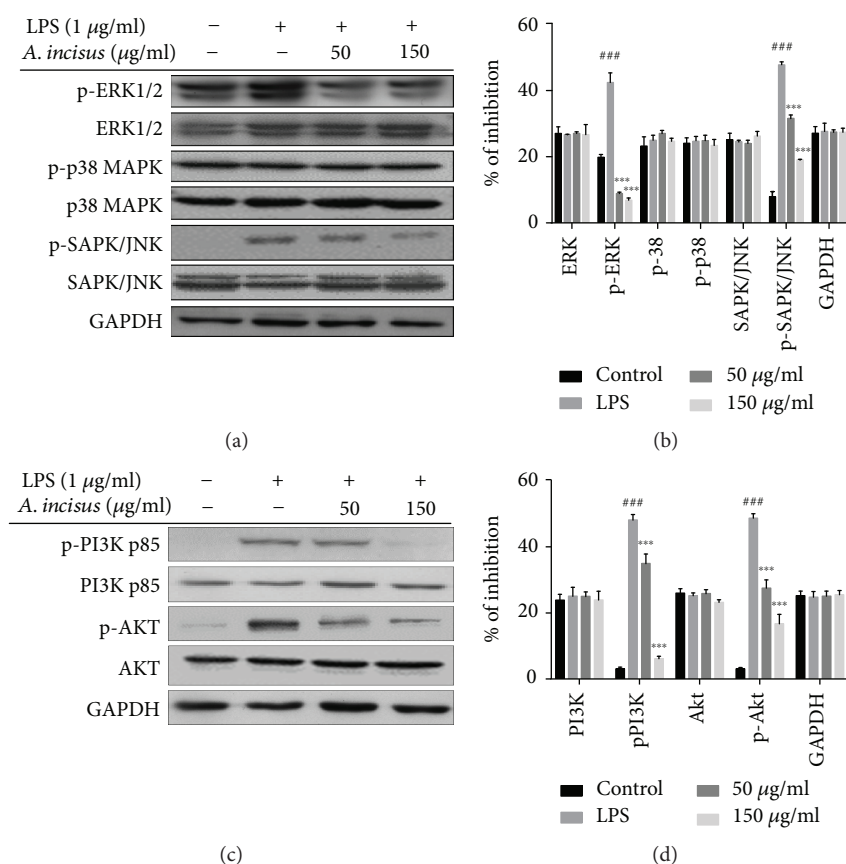 LPS (1 μg/ml) − + + +
A. incisus (μg/ml) − − 50 150
p-ERK1/2
ERK1/2
p-p38 MAPK
p38 MAPK
p-SAPK/JNK
SAPK/JNK
GAPDH
(a)
% of inhibition
60
40
20
0
###
***
***
###
***
***
ERK
p-ERK
p-38
p-p38
SAPK/JNK
p-SAPK/JNK
GAPDH
Control
LPS
50 μg/ml
150 μg/ml
(b)
LPS (1 μg/ml) − + + +
A. incisus (μg/ml) − − 50 150
p-PI3K p85
PI3K p85
p-AKT
AKT
GAPDH
(c)
% of inhibition
60
40
20
0
###
***
***
###
***
***
PI3K
pPI3K
Akt
p-Akt
GAPDH
Control
LPS
50 μg/ml
150 μg/ml
(d)